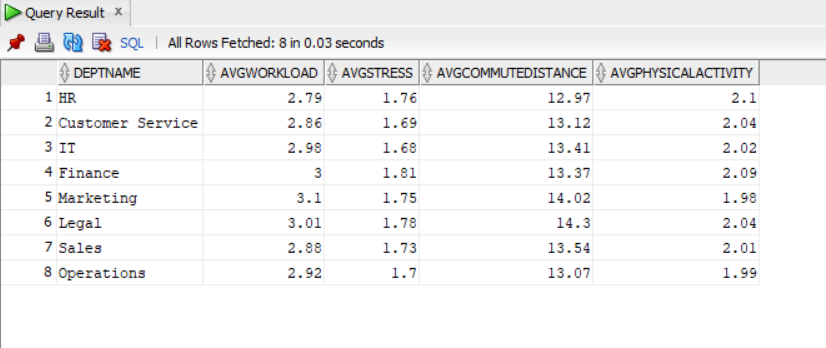 Query Result x
SQL | All Rows Fetched: 8 in 0.03 seconds
DEPTNAME AVGWORKLOAD AVGSTRESS AVGCOMMUTEDISTANCE AVGPHYSICALACTIVITY
1 HR 2.79 1.76 12.97 2.1
2 Customer Service 2.86 1.69 13.12 2.04
3 IT 2.98 1.68 13.41 2.02
4 Finance 3 1.81 13.37 2.09
5 Marketing 3.1 1.75 14.02 1.98
6 Legal 3.01 1.78 14.3 2.04
7 Sales 2.88 1.73 13.54 2.01
8 Operations 2.92 1.7 13.07 1.99